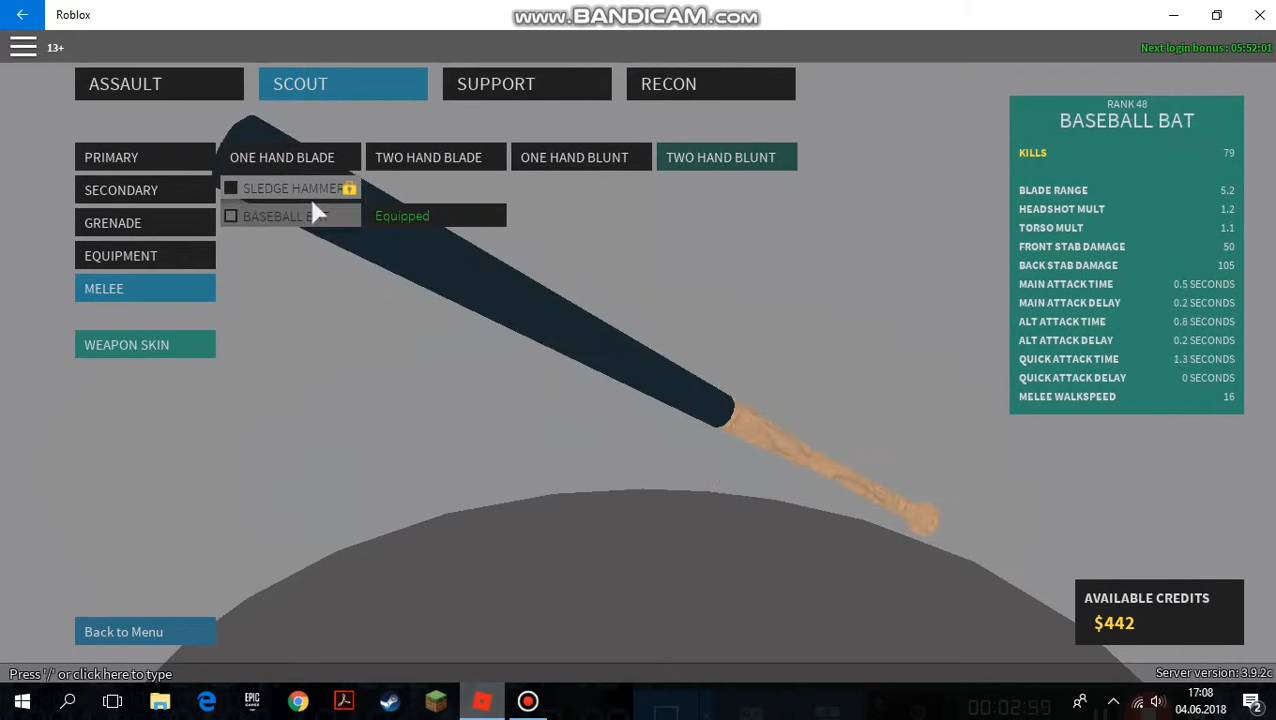 Roblox
www.BANDICAM.com
13+
Next login bonus : 05:52:01
ASSAULT
SCOUT
SUPPORT
RECON
PRIMARY
SECONDARY
GRENADE
EQUIPMENT
MELEE
WEAPON SKIN
ONE HAND BLADE
TWO HAND BLADE
ONE HAND BLUNT
TWO HAND BLUNT
SLEDGE HAMMER
BASEBALL
Equipped
RANK 48
BASEBALL BAT
KILLS 79
BLADE RANGE 5.2
HEADSHOT MULT 1.2
TORSO MULT 1.1
FRONT STAB DAMAGE 50
BACK STAB DAMAGE 105
MAIN ATTACK TIME 0.5 SECONDS
MAIN ATTACK DELAY 0.2 SECONDS
ALT ATTACK TIME 0.8 SECONDS
ALT ATTACK DELAY 0.2 SECONDS
QUICK ATTACK TIME 1.3 SECONDS
QUICK ATTACK DELAY 0 SECONDS
MELEE WALKSPEED 16
AVAILABLE CREDITS
$442
Back to Menu
Press '/' or click here to type
Server version: 3.9.2c
EPIC GAMES
00:02:59
17:08
04.06.2018
2